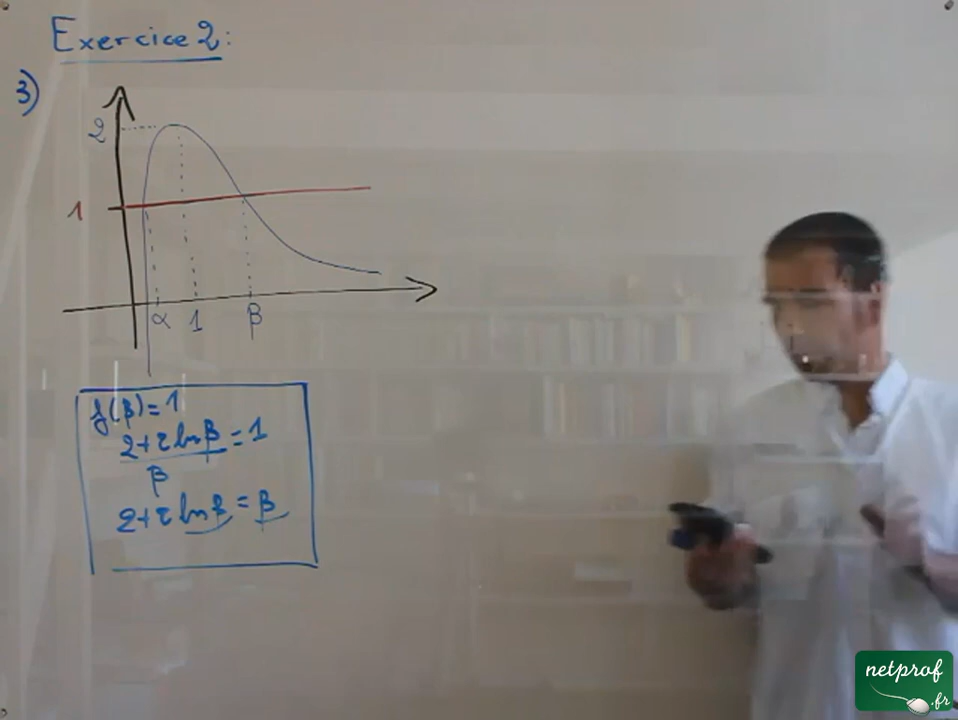 Exercice 2:
3)
2
1
α 1 β
f(β)=1
2+2lnβ=1
β
2+2lnβ=β
netprof
.fr